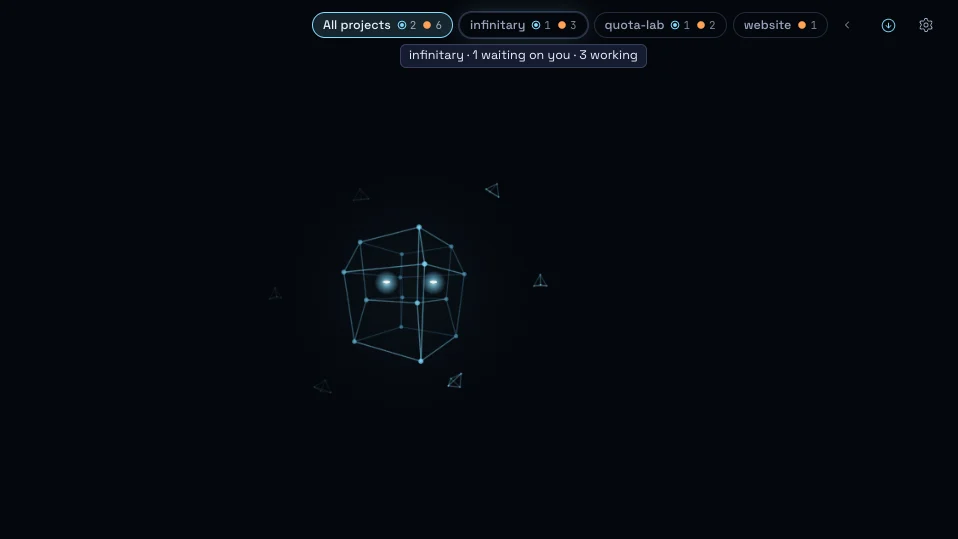 All projects 2 6 infinitary 1 3 quota-lab 1 2 website 1
infinitary · 1 waiting on you · 3 working